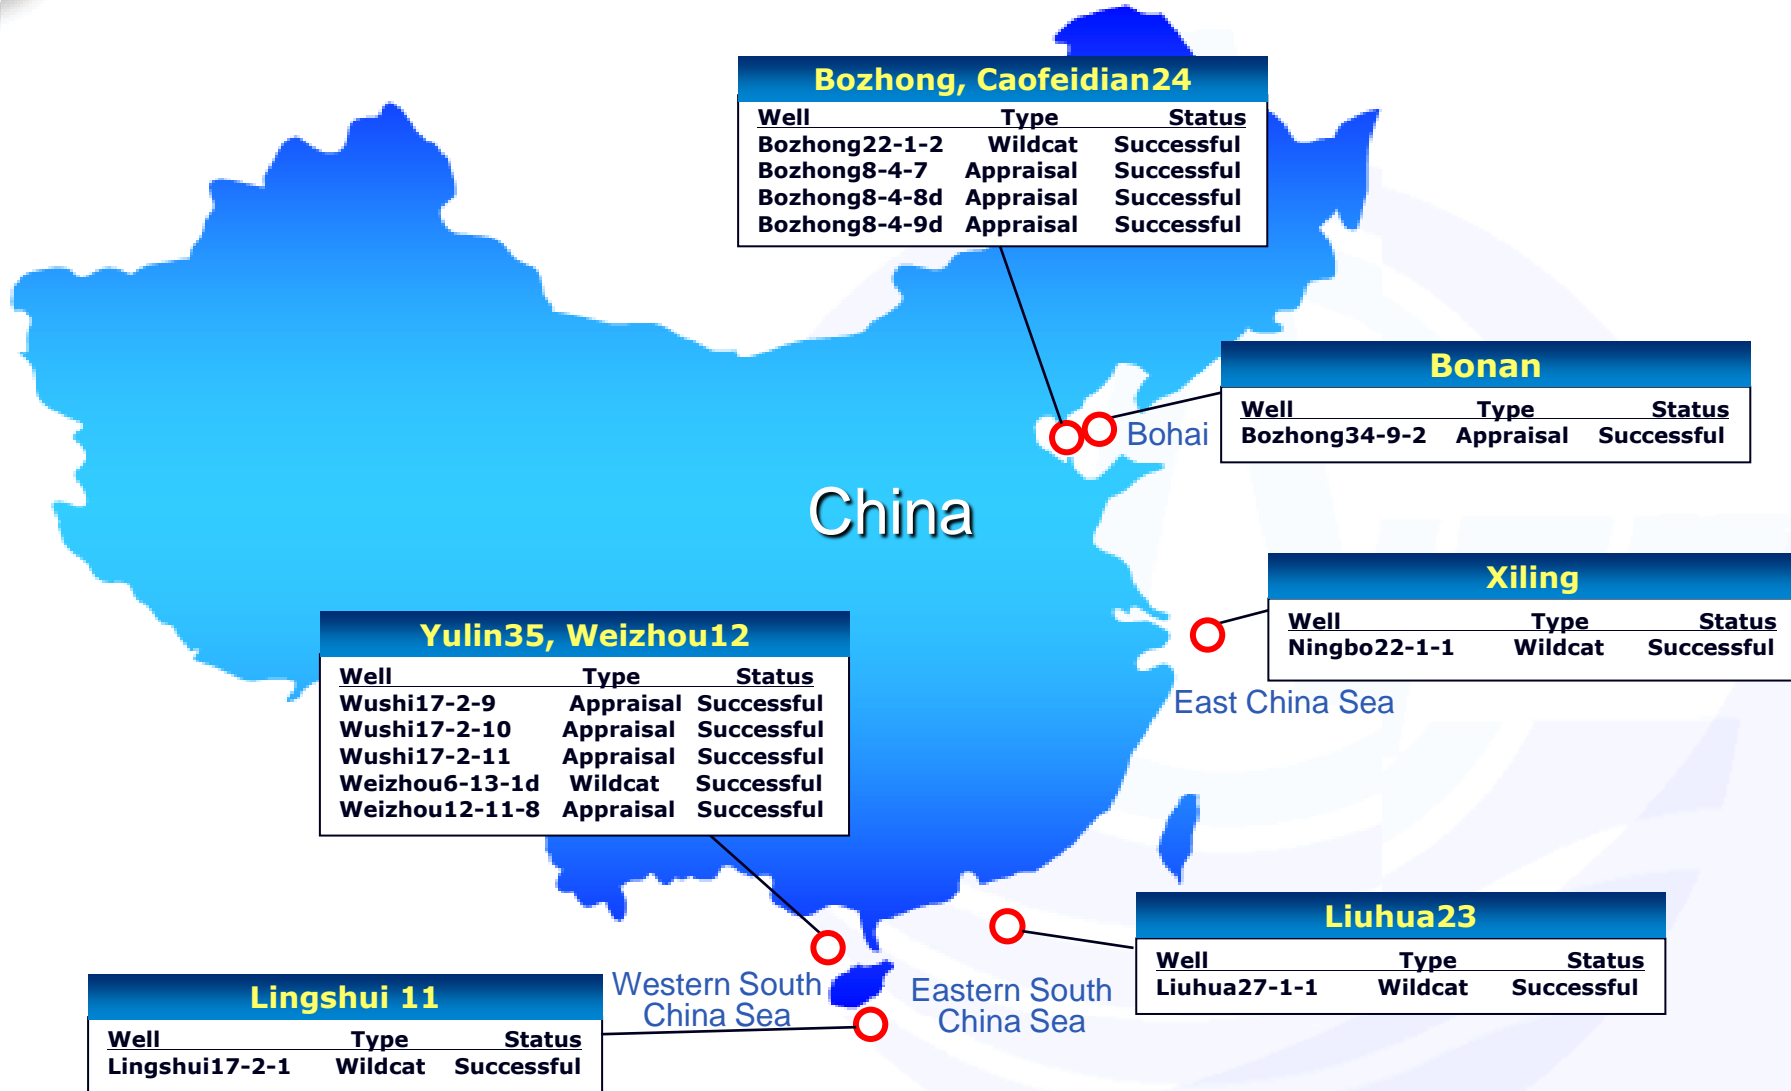 Bozhong, Caofeidian24
Well Type Status
Bozhong22-1-2 Wildcat Successful
Bozhong8-4-7 Appraisal Successful
Bozhong8-4-8d Appraisal Successful
Bozhong8-4-9d Appraisal Successful
Bonan
Well Type Status
Bozhong34-9-2 Appraisal Successful
Bohai
China
Xiling
Well Type Status
Ningbo22-1-1 Wildcat Successful
East China Sea
Yulin35, Weizhou12
Well Type Status
Wushi17-2-9 Appraisal Successful
Wushi17-2-10 Appraisal Successful
Wushi17-2-11 Appraisal Successful
Weizhou6-13-1d Wildcat Successful
Weizhou12-11-8 Appraisal Successful
Liuhua23
Well Type Status
Liuhua27-1-1 Wildcat Successful
Western South
China Sea
Eastern South
China Sea
Lingshui 11
Well Type Status
Lingshui17-2-1 Wildcat Successful